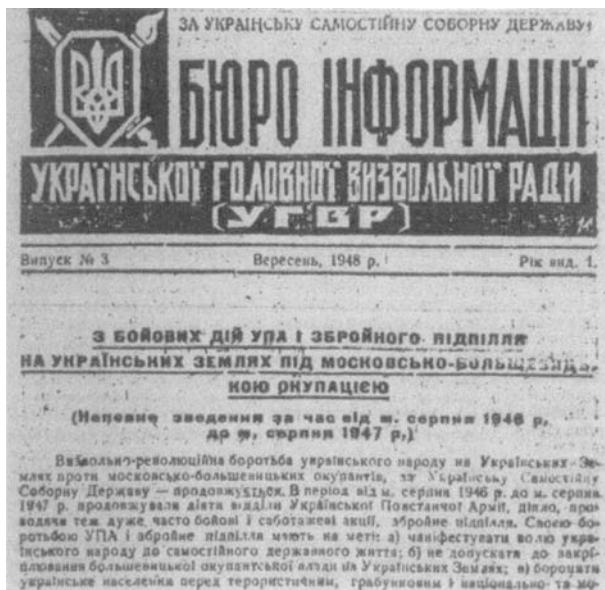 ЗА УКРАЇНСЬКУ САМОСТІЙНУ СОБОРНУ ДЕРЖАВУ!
БЮРО ІНФОРМАЦІЇ
УКРАЇНСЬКОЇ ГОЛОВНОЇ ВИЗВОЛЬНОЇ РАДИ
(УГВР)
Випуск № 3 Вересень, 1948 р. Рік вид. 1.
З БОЙОВИХ ДІЙ УПА І ЗБРОЙНОГО ПІДПІЛЛЯ
НА УКРАЇНСЬКИХ ЗЕМЛЯХ ПІД МОСКОВСЬКО-БОЛЬШЕВИЦЬ-
КОЮ ОКУПАЦІЄЮ
(Неповне зведення за час від м. серпня 1946 р.
до м. серпня 1947 р.)
Визвольно-революційна боротьба українського народу на Українських Зе-
млях проти московсько-большевицьких окупантів, за Українську Самостійну
Соборну Державу — продовжується. В період від м. серпня 1946 р. до м. серпня
1947 р. продовжували діяти відділи Української Повстанчої Армії, діяло, про-
водячи теж дуже часто бойові і саботажеві акції, збройне підпілля. Своєю бо-
ротьбою УПА і збройне підпілля мають на меті: а) маніфестувати волю укра-
їнського народу до самостійного державного життя; б) не допускати до закрі-
плювання большевицької окупантської влади на Українських Землях; в) боронити
українське населення перед терористичним, грабунковим і національно та мо-